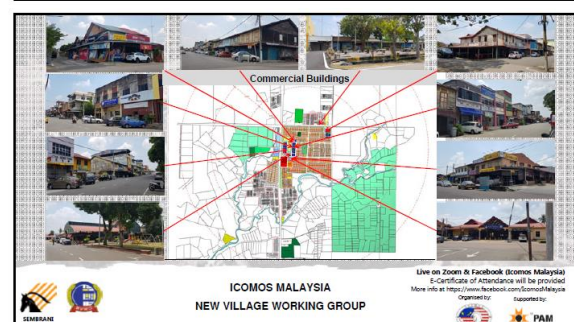 Commercial Buildings
ICOMOS MALAYSIA
NEW VILLAGE WORKING GROUP
Live on Zoom & Facebook (Icomos Malaysia)
E-Certificate of Attendance will be provided
More info at https://www.facebook.com/IcomosMalaysia
Organised by:
Supported by:
SEMBRANI
PAM